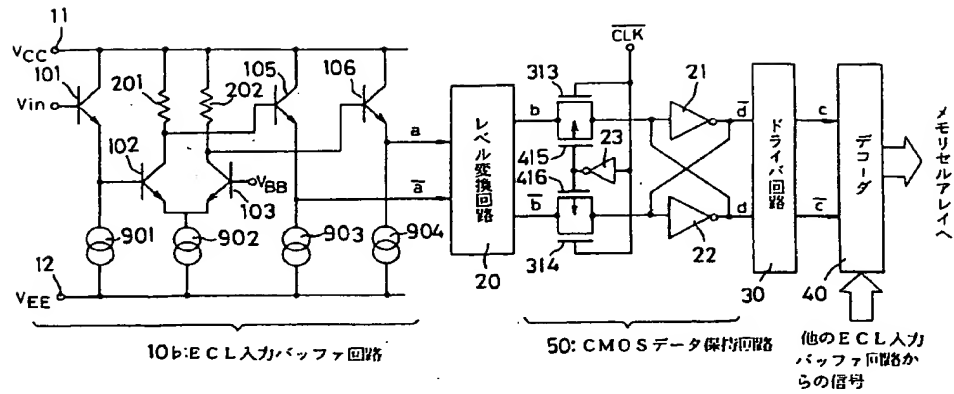 11
VCC
101
Vin
201
202
105
106
102
VBB
103
901
902
903
904
12
VEE
10b:ECL入力バッファ回路
a
a̅
レベル変換回路
20
b
b̅
C̅L̅K̅
313
415
416
314
23
21
22
d̅
d
50:CMOSデータ保持回路
ドライバ回路
30
c
c̅
デコーダ
40
メモリセルアレイへ
他のECL入力
バッファ回路か
らの信号